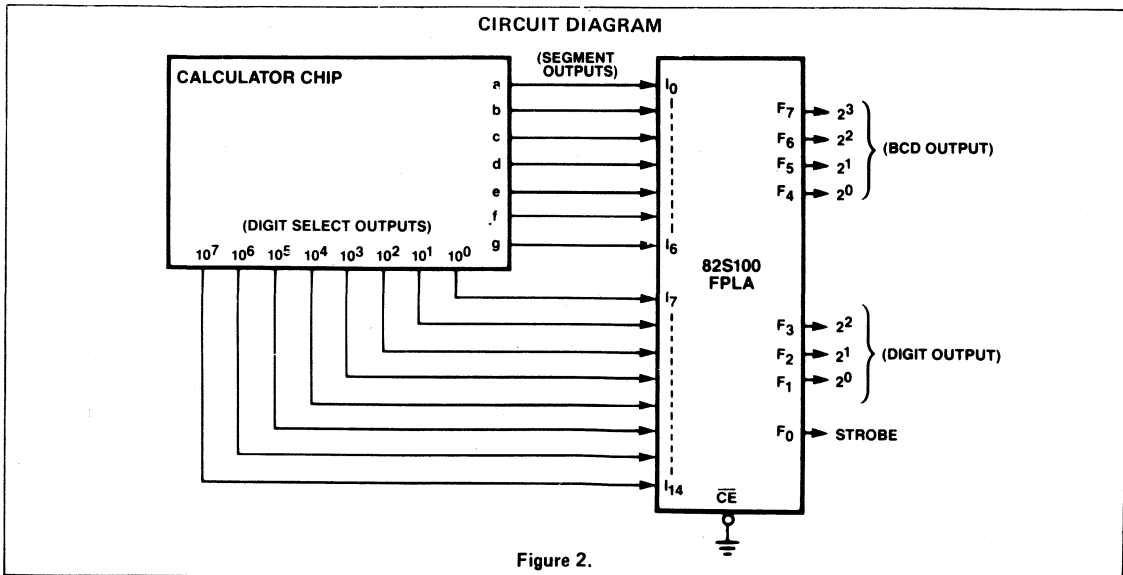 CIRCUIT DIAGRAM
CALCULATOR CHIP
(SEGMENT
OUTPUTS)
a
b
c
d
e
f
g
(DIGIT SELECT OUTPUTS)
10⁷ 10⁶ 10⁵ 10⁴ 10³ 10² 10¹ 10⁰
I₀
I₆
I₇
I₁₄
82S100
FPLA
C̅E̅
F₇ 2³
F₆ 2²
F₅ 2¹
F₄ 2⁰
(BCD OUTPUT)
F₃ 2²
F₂ 2¹
F₁ 2⁰
(DIGIT OUTPUT)
F₀ STROBE
Figure 2.